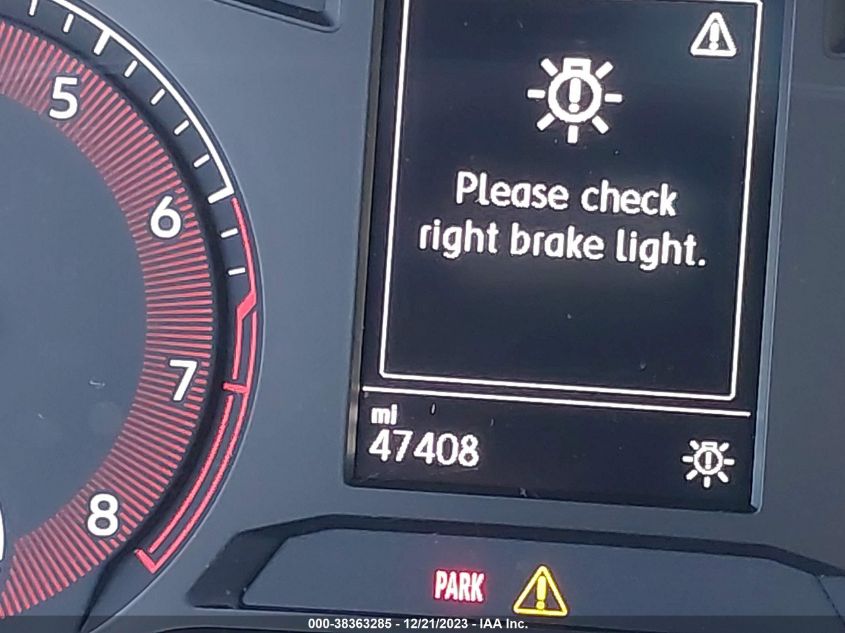 5
6
7
8
Please check
right brake light.
mi
47408
PARK
000-38363285 - 12/21/2023 - IAA Inc.